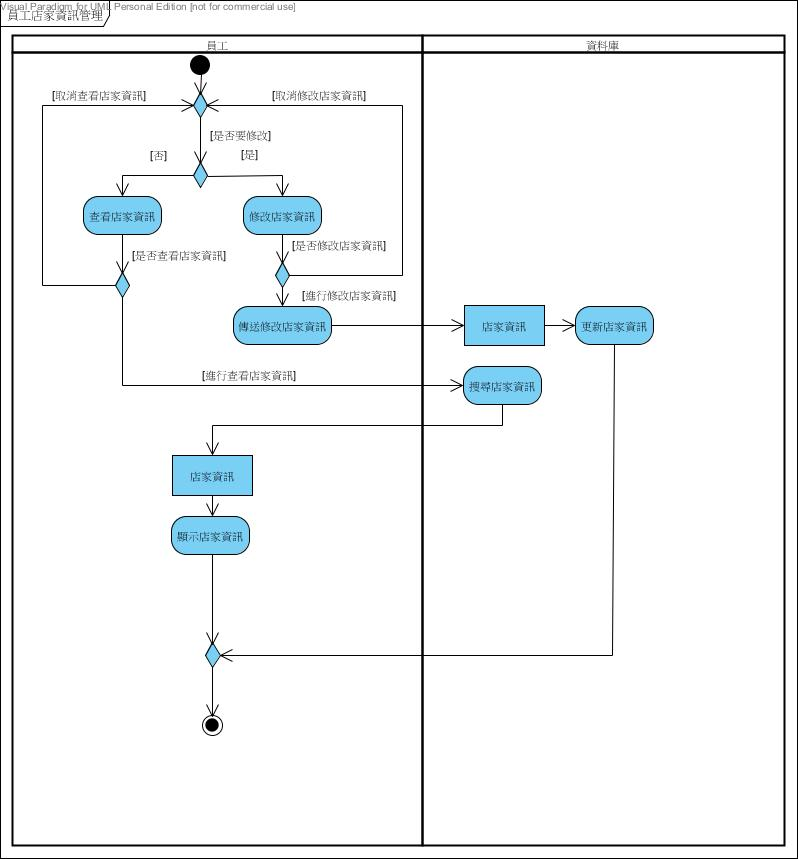 Visual Paradigm for UML Personal Edition [not for commercial use]
員工店家資訊管理
員工
資料庫
[取消查看店家資訊]
[取消修改店家資訊]
[是否要修改]
[否]
[是]
查看店家資訊
修改店家資訊
[是否修改店家資訊]
[是否查看店家資訊]
[進行修改店家資訊]
傳送修改店家資訊
店家資訊
更新店家資訊
[進行查看店家資訊]
搜尋店家資訊
店家資訊
顯示店家資訊